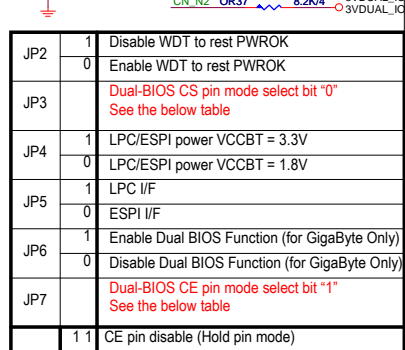 CN_N2 OR37 8.2K/4 3VDUAL_IO
JP2 1 Disable WDT to rest PWROK
0 Enable WDT to rest PWROK
JP3 Dual-BIOS CS pin mode select bit “0”
See the below table
JP4 1 LPC/ESPI power VCCBT = 3.3V
0 LPC/ESPI power VCCBT = 1.8V
JP5 1 LPC I/F
0 ESPI I/F
JP6 1 Enable Dual BIOS Function (for GigaByte Only)
0 Disable Dual BIOS Function (for GigaByte Only)
JP7 Dual-BIOS CE pin mode select bit “1”
See the below table
1 1 CE pin disable (Hold pin mode)